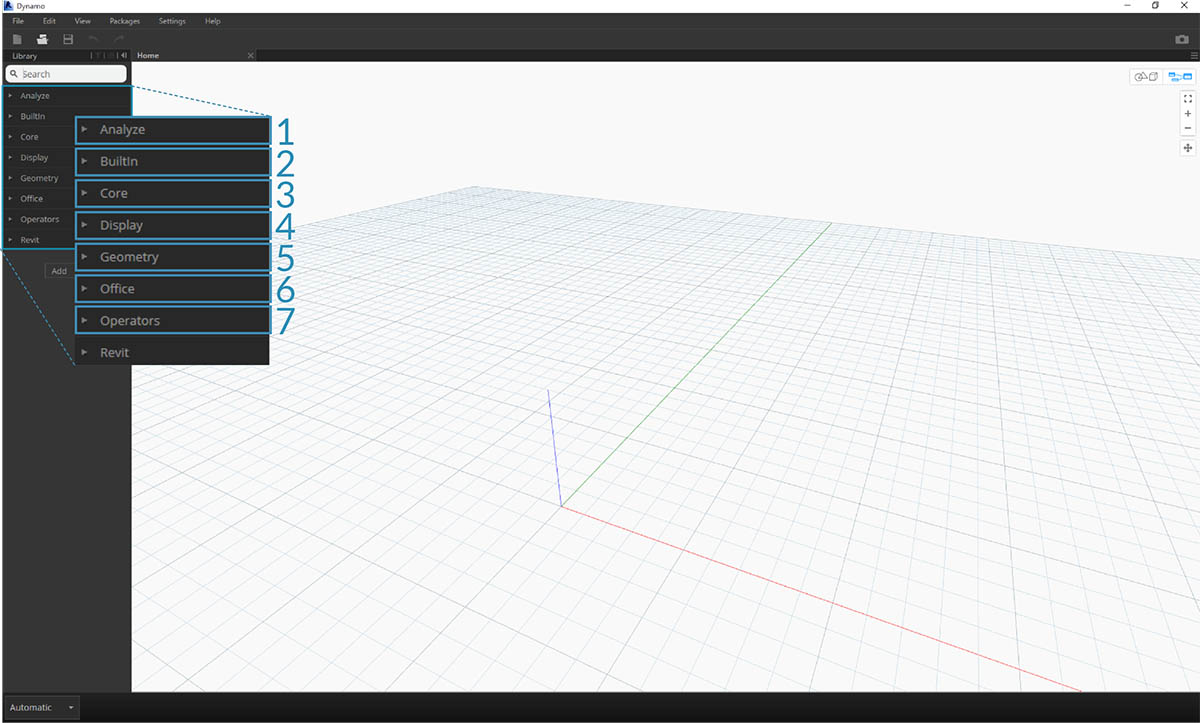 Dynamo
File Edit View Packages Settings Help
Library
Home
Search
Analyze
BuiltIn
Core
Display
Geometry
Office
Operators
Revit
Add
Analyze 1
BuiltIn 2
Core 3
Display 4
Geometry 5
Office 6
Operators 7
Revit
Automatic